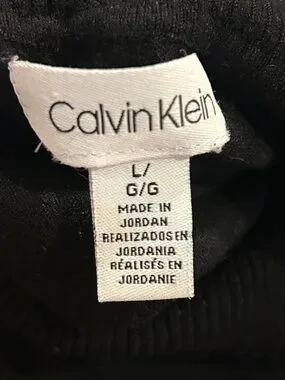 Calvin Klein
L/
G/G
MADE IN
JORDAN
REALIZADOS EN
JORDANIA
RÉALISÉS EN
JORDANIE